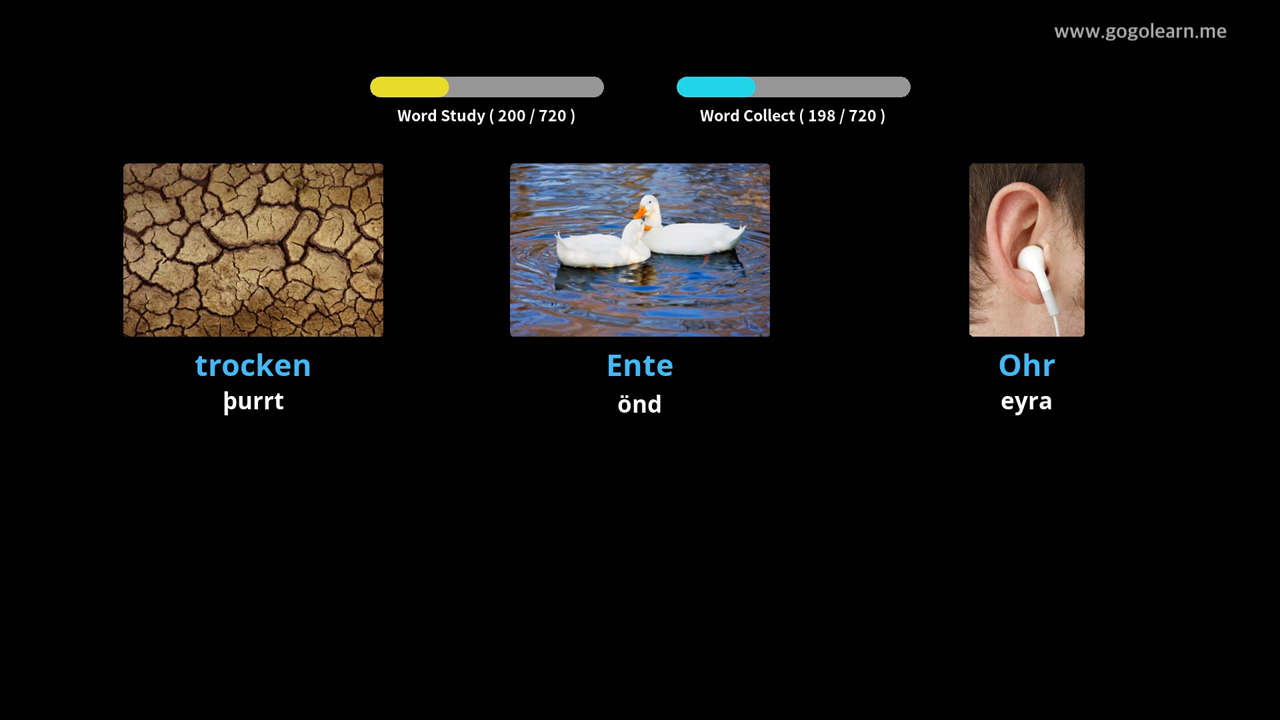 www.gogolearn.me
Word Study ( 200 / 720 )
Word Collect ( 198 / 720 )
trocken
þurrt
Ente
önd
Ohr
eyra